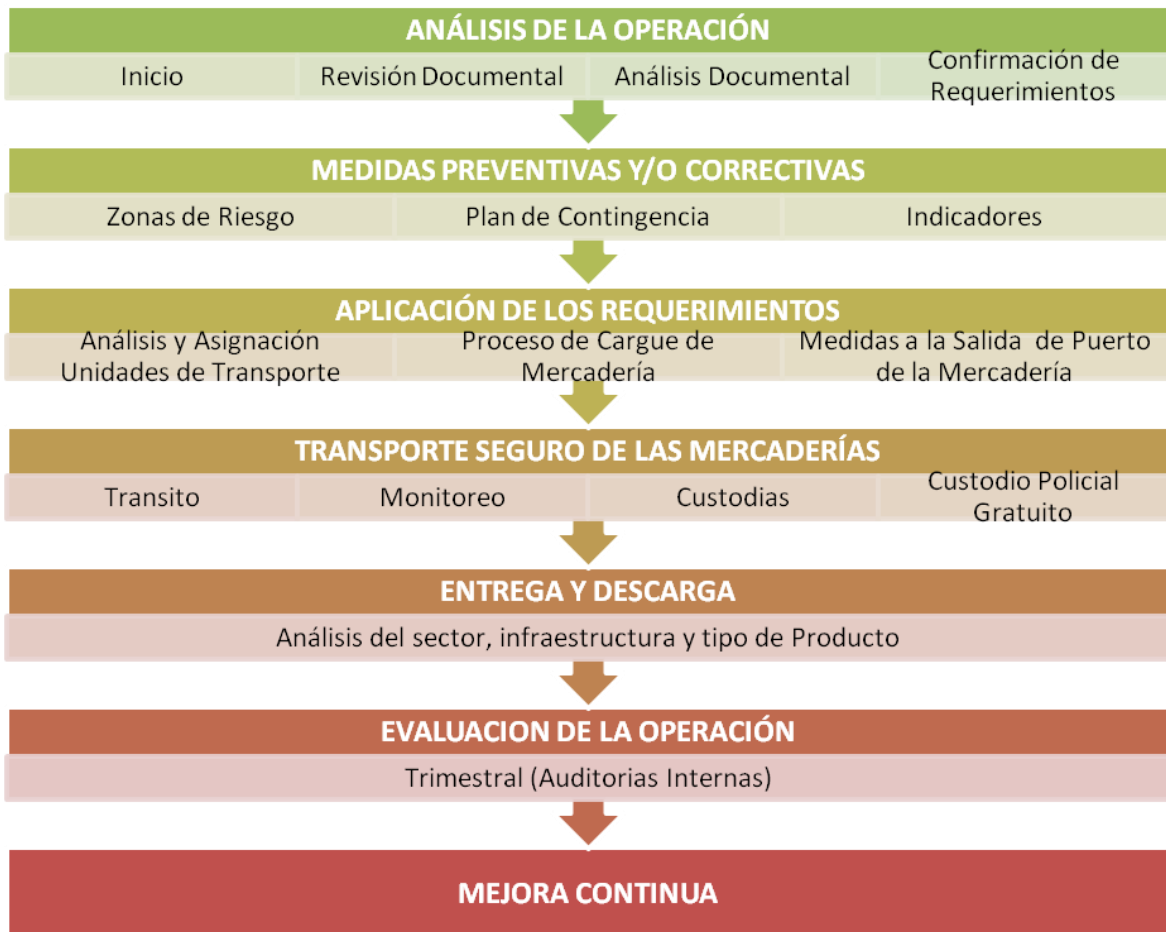 ANÁLISIS DE LA OPERACIÓN
Inicio
Revisión Documental
Análisis Documental
Confirmación de
Requerimientos
MEDIDAS PREVENTIVAS Y/O CORRECTIVAS
Zonas de Riesgo
Plan de Contingencia
Indicadores
APLICACIÓN DE LOS REQUERIMIENTOS
Análisis y Asignación
Unidades de Transporte
Proceso de Cargue de
Mercadería
Medidas a la Salida de Puerto
de la Mercadería
TRANSPORTE SEGURO DE LAS MERCADERÍAS
Transito
Monitoreo
Custodias
Custodio Policial
Gratuito
ENTREGA Y DESCARGA
Análisis del sector, infraestructura y tipo de Producto
EVALUACION DE LA OPERACIÓN
Trimestral (Auditorias Internas)
MEJORA CONTINUA